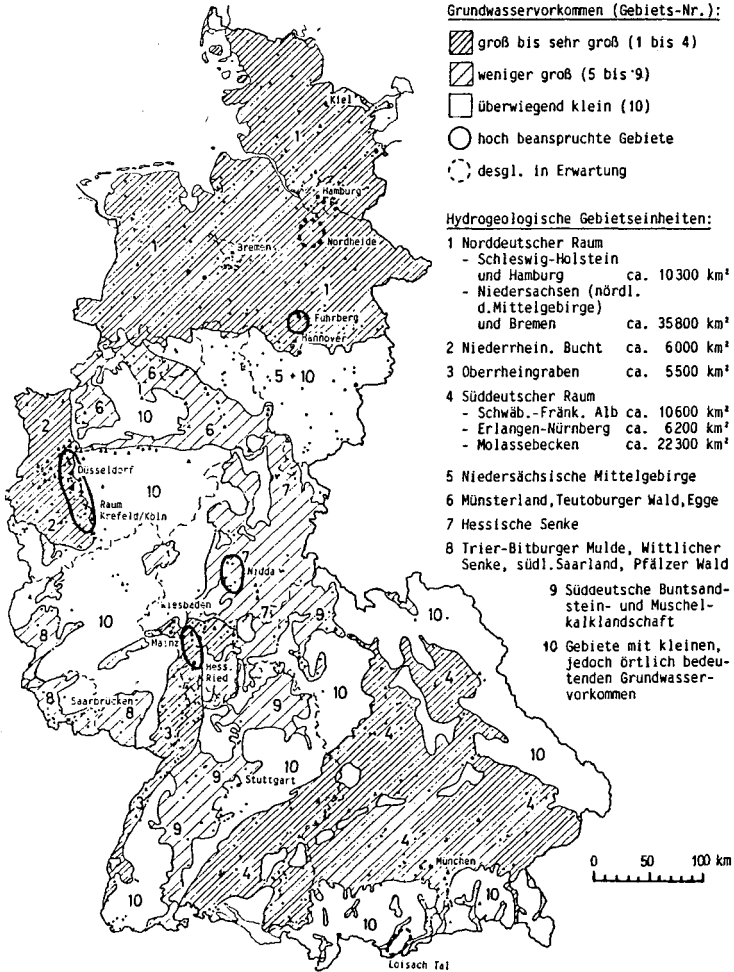 Grundwasservorkommen (Gebiets-Nr.):
groß bis sehr groß (1 bis 4)
weniger groß (5 bis 9)
überwiegend klein (10)
hoch beanspruchte Gebiete
desgl. in Erwartung
Hydrogeologische Gebietseinheiten:
1 Norddeutscher Raum
- Schleswig-Holstein
und Hamburg ca. 10300 km²
- Niedersachsen (nördl.
d.Mittelgebirge)
und Bremen ca. 35800 km²
2 Niederrhein. Bucht ca. 6000 km²
3 Oberrheingraben ca. 5500 km²
4 Süddeutscher Raum
- Schwäb.-Fränk. Alb ca. 10600 km²
- Erlangen-Nürnberg ca. 6200 km²
- Molassebecken ca. 22300 km²
5 Niedersächsische Mittelgebirge
6 Münsterland,Teutoburger Wald,Egge
7 Hessische Senke
8 Trier-Bitburger Mulde, Wittlicher
Senke, südl.Saarland, Pfälzer Wald
9 Süddeutsche Buntsand-
stein- und Muschel-
kalklandschaft
10 Gebiete mit kleinen,
jedoch örtlich bedeu-
tenden Grundwasser-
vorkommen
0 50 100 km
Kiel
1
Hamburg
1
Bremen
Nordheide
1
Fuhrberg
Hannover
6
5 + 10
6
10
2
6
Düsseldorf
10
7
Raum
Krefeld/Köln
2
7
Nidda
Wiesbaden
10
7
9
10
8
Mainz
Hess.
Ried
10
4
8
Saarbrücken
8
9
4
3
10
10
9
Stuttgart
3
9
4
4
München
4
10
10
10
Loisach Tal